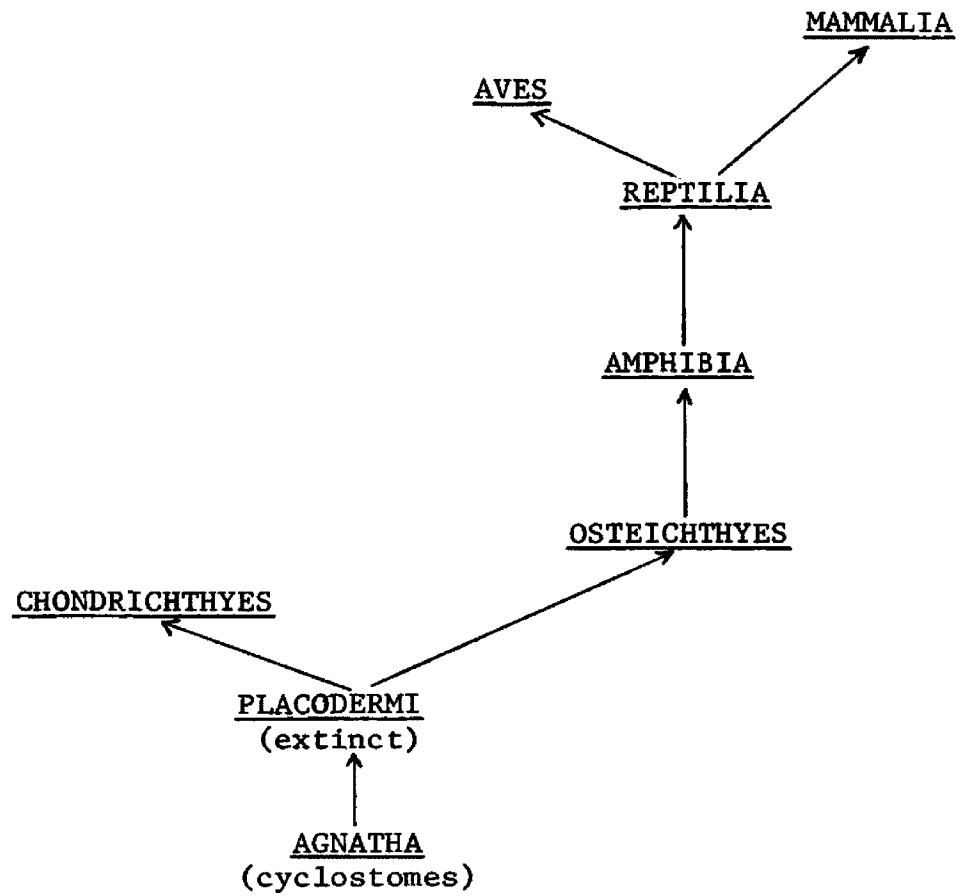 MAMMALIA
AVES
REPTILIA
AMPHIBIA
OSTEICHTHYES
CHONDRICHTHYES
PLACODERMI
(extinct)
AGNATHA
(cyclostomes)